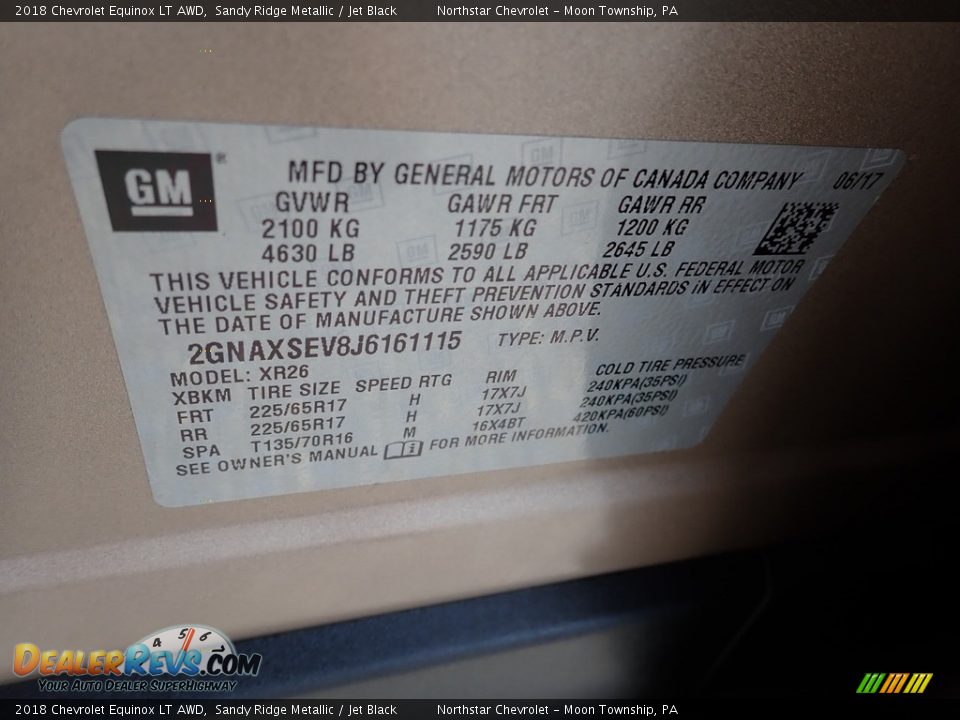 2018 Chevrolet Equinox LT AWD, Sandy Ridge Metallic / Jet Black Northstar Chevrolet - Moon Township, PA
GM ®
MFD BY GENERAL MOTORS OF CANADA COMPANY 06/17
GVWR GAWR FRT GAWR RR
2100 KG 1175 KG 1200 KG
4630 LB 2590 LB 2645 LB
THIS VEHICLE CONFORMS TO ALL APPLICABLE U.S. FEDERAL MOTOR
VEHICLE SAFETY AND THEFT PREVENTION STANDARDS IN EFFECT ON
THE DATE OF MANUFACTURE SHOWN ABOVE.
2GNAXSEV8J6161115 TYPE: M.P.V.
MODEL: XR26
XBKM TIRE SIZE SPEED RTG RIM COLD TIRE PRESSURE
FRT 225/65R17 H 17X7J 240KPA(35PSI)
RR 225/65R17 H 17X7J 240KPA(35PSI)
SPA T135/70R16 M 16X4BT 420KPA(60PSI)
SEE OWNER'S MANUAL i FOR MORE INFORMATION.
4 5 6 7
DEALERREVS.COM
Your Auto Dealer SuperHighway
2018 Chevrolet Equinox LT AWD, Sandy Ridge Metallic / Jet Black Northstar Chevrolet - Moon Township, PA